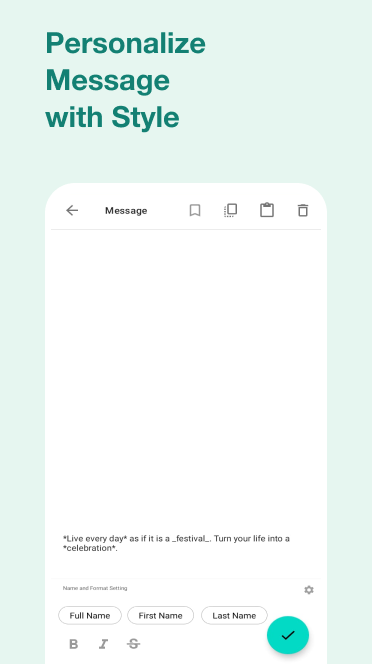 Personalize
Message
with Style
Message
*Live every day* as if it is a _festival_. Turn your life into a
*celebration*.
Name and Format Setting
Full Name First Name Last Name
B I S